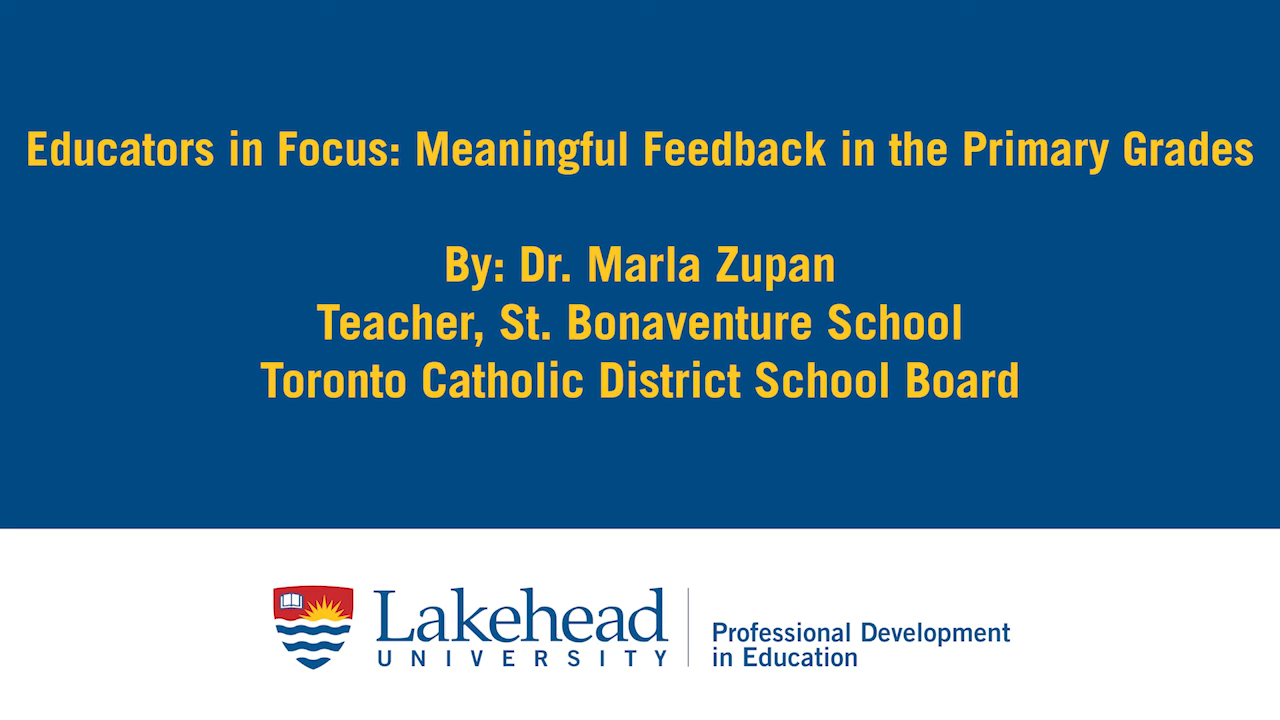 Educators in Focus: Meaningful Feedback in the Primary Grades
By: Dr. Marla Zupan
Teacher, St. Bonaventure School
Toronto Catholic District School Board
Lakehead
UNIVERSITY
Professional Development
in Education